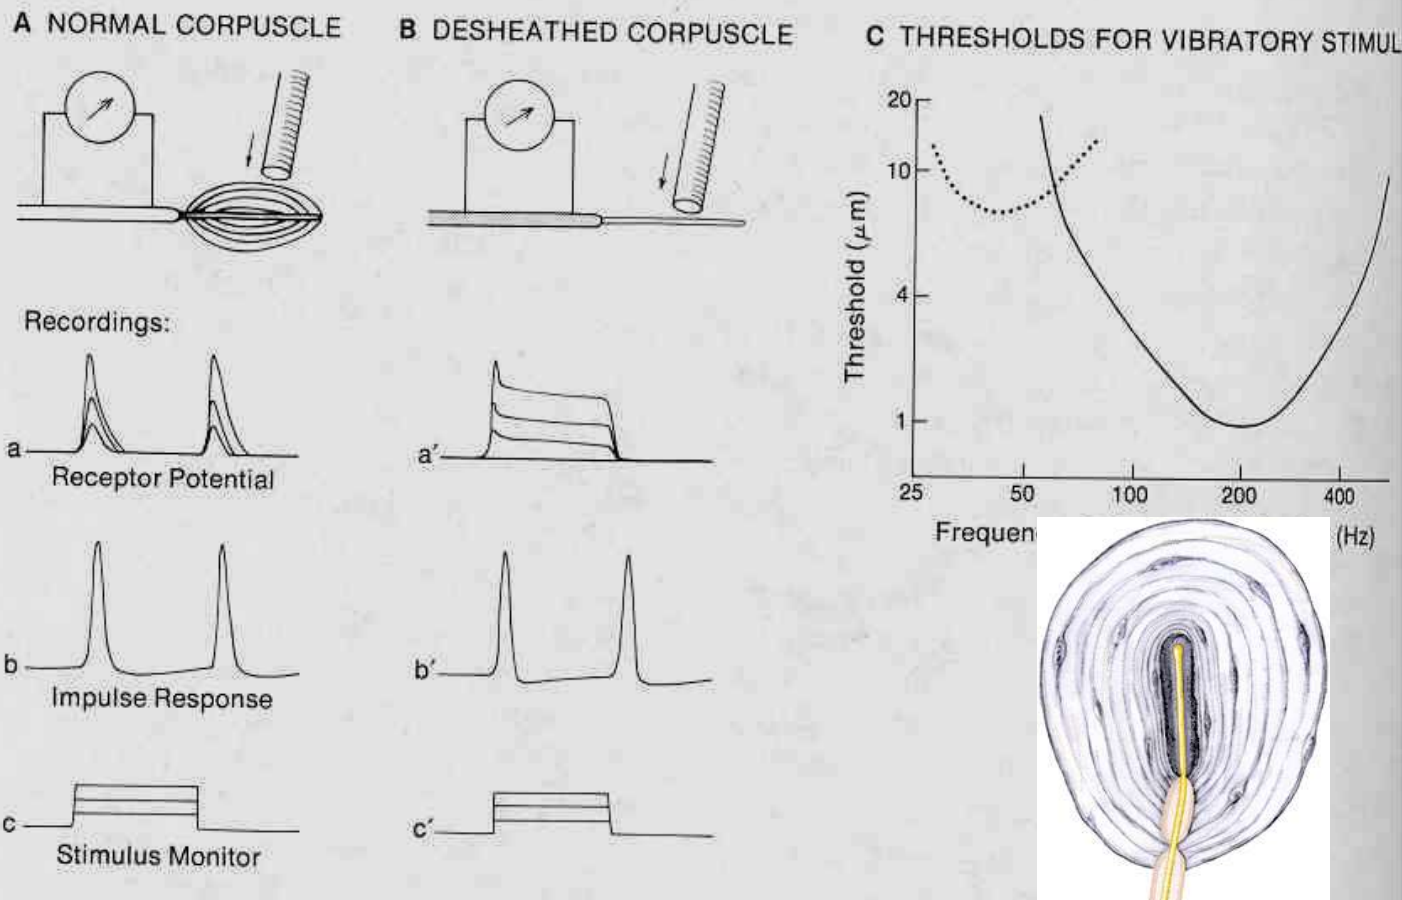 A NORMAL CORPUSCLE
B DESHEATHED CORPUSCLE
C THRESHOLDS FOR VIBRATORY STIMUL
Recordings:
a
Receptor Potential
b
Impulse Response
c
Stimulus Monitor
a′
b′
c′
Threshold (μm)
20
10
4
1
25 50 100 200 400
Frequen (Hz)